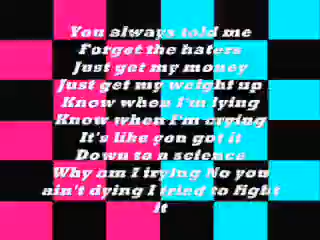 You always told me
Forget the haters
Just get my money
Just get my weight up
Know when I'm lying
Know when I'm crying
It's like you got it
Down to a science
Why am I trying No you
ain't dying I tried to fight
it